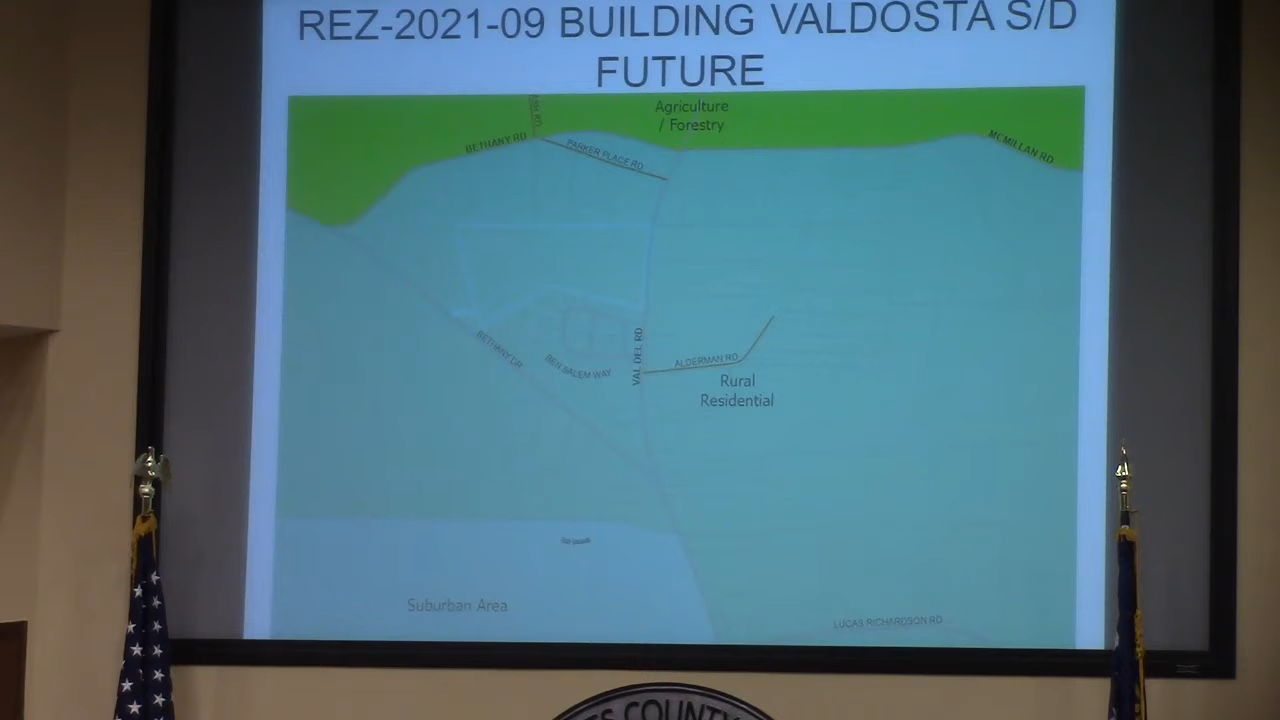 REZ-2021-09 BUILDING VALDOSTA S/D
FUTURE
Agriculture
/ Forestry
BETHANY RD
PARKER PLACE RD
MCMILLAN RD
BETHANY DR
BEN SALEM WAY
VAL DEL RD
ALDERMAN RD
Rural
Residential
Suburban Area
LUCAS RICHARDSON RD
COUNTY